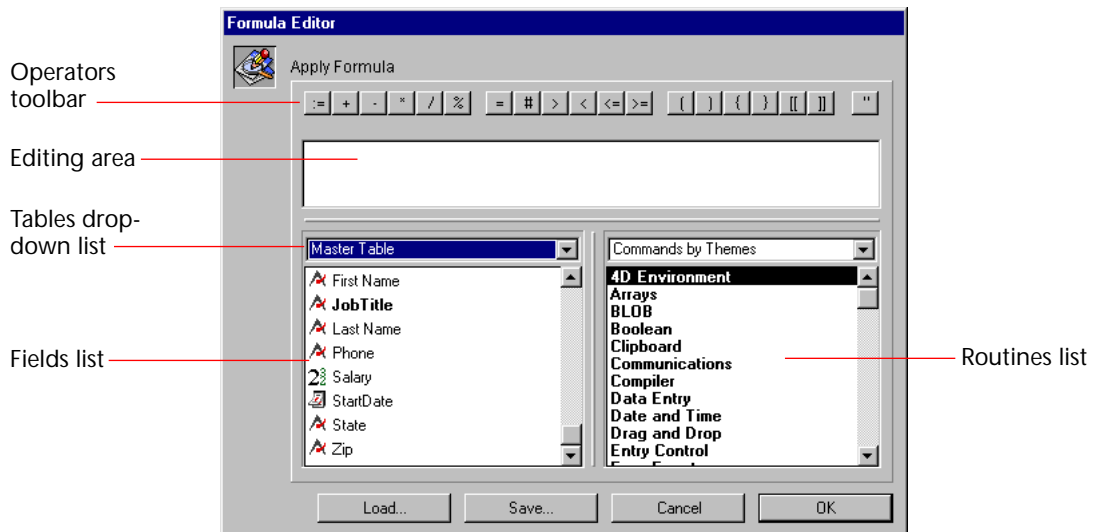 Formula Editor
Apply Formula
Operators
toolbar
:= + - * / % = # > < <= >= ( ) { } [[ ]] "
Editing area
Tables drop-
down list
Master Table
Commands by Themes
First Name
JobTitle
Last Name
Phone
Salary
StartDate
State
Zip
Fields list
4D Environment
Arrays
BLOB
Boolean
Clipboard
Communications
Compiler
Data Entry
Date and Time
Drag and Drop
Entry Control
Routines list
Load...
Save...
Cancel
OK